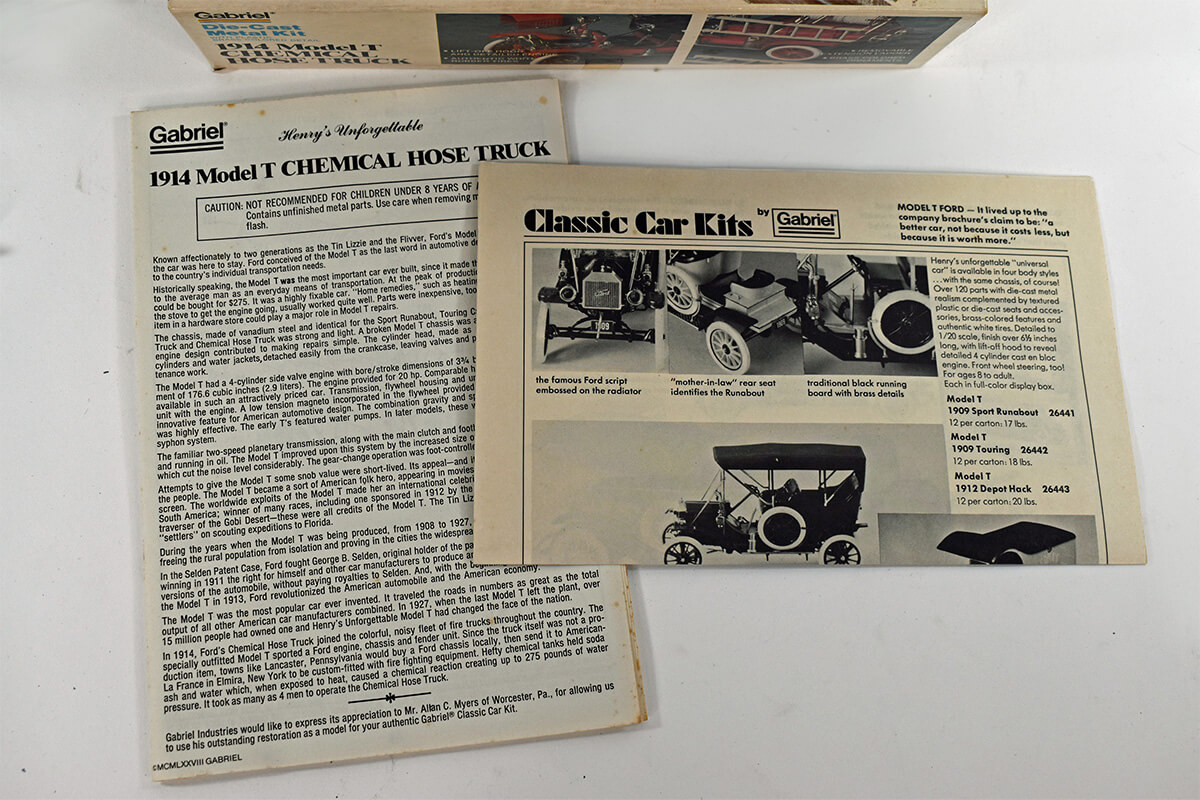 Gabriel
Die-Cast
Metal Kit
1914 Model T
CHEMICAL
HOSE TRUCK
Gabriel®
Henry's Unforgettable
1914 Model T CHEMICAL HOSE TRUCK
CAUTION: NOT RECOMMENDED FOR CHILDREN UNDER 8 YEARS OF
Contains unfinished metal parts. Use care when removing
flash.
Known affectionately to two generations as the Tin Lizzie and the Flivver, Ford's Model
the car was here to stay. Ford conceived of the Model T as the last word in automotive
to the country's individual transportation needs.
Historically speaking, the Model T was the most important car ever built, since it made
to the average man as an everyday means of transportation. At the peak of
could be bought for $275. It was a highly fixable car. "Home remedies," such as
the stove to get the engine going, usually worked quite well. Parts were inexpensive,
item in a hardware store could play a major role in Model T repairs.
The chassis, made of vanadium steel and identical for the Sport Runabout, Touring
Truck and Chemical Hose Truck was strong and light. A broken Model T chassis was
engine design contributed to making repairs simple. The cylinder head, made
cylinders and water jackets, detached easily from the crankcase, leaving valves and
tenance work.
The Model T had a 4-cylinder side valve engine with bore/stroke dimensions of 3¾
ment of 176.6 cubic inches (2.9 liters). The engine provided for 20 hp. Comparable
available in such an attractively priced car. Transmission, flywheel housing and
unit with the engine. A low tension magneto incorporated in the flywheel provided
innovative feature for American automotive design. The combination gravity and
was highly effective. The early T's featured water pumps. In later models, these
syphon system.
The familiar two-speed planetary transmission, along with the main clutch and
and running in oil. The Model T improved upon this system by the increased size
which cut the noise level considerably. The gear-change operation was
Attempts to give the Model T some snob value were short-lived. Its appeal—and
the people. The Model T became a sort of American folk hero, appearing in
screen. The worldwide exploits of the Model T made her an international
South America; winner of many races, including one sponsored in 1912 by the
traverser of the Gobi Desert—these were all credits of the Model T. The Tin
"settlers" on scouting expeditions to Florida.
During the years when the Model T was being produced, from 1908 to 1927,
freeing the rural population from isolation and proving in the cities the
In the Selden Patent Case, Ford fought George B. Selden, original holder of the
winning in 1911 the right for himself and other car manufacturers to produce
versions of the automobile, without paying royalties to Selden. And, with the
the Model T in 1913, Ford revolutionized the American automobile and the American economy.
The Model T was the most popular car ever invented. It traveled the roads in numbers as great as the total
output of all other American car manufacturers combined. In 1927, when the last Model T left the plant, over
15 million people had owned one and Henry's Unforgettable Model T had changed the face of the nation.
In 1914, Ford's Chemical Hose Truck joined the colorful, noisy fleet of fire trucks throughout the country. The
specially outfitted Model T sported a Ford engine, chassis and fender unit. Since the truck itself was not a pro-
duction item, towns like Lancaster, Pennsylvania would buy a Ford chassis locally, then send it to American-
La France in Elmira, New York to be custom-fitted with fire fighting equipment. Hefty chemical tanks held soda
ash and water which, when exposed to heat, caused a chemical reaction creating up to 275 pounds of water
pressure. It took as many as 4 men to operate the Chemical Hose Truck.
Gabriel Industries would like to express its appreciation to Mr. Allan C. Myers of Worcester, Pa., for allowing us
to use his outstanding restoration as a model for your authentic Gabriel® Classic Car Kit.
©MCMLXXVIII GABRIEL
Classic Car Kits by Gabriel®
MODEL T FORD — It lived up to the
company brochure's claim to be: "a
better car, not because it costs less, but
because it is worth more."
Henry's unforgettable "universal
car" is available in four body styles
...with the same chassis, of course!
Over 120 parts with die-cast metal
realism complemented by textured
plastic or die-cast seats and acces-
sories, brass-colored features and
authentic white tires. Detailed to
1/20 scale, finish over 6½ inches
long, with lift-off hood to reveal
detailed 4 cylinder cast en bloc
engine. Front wheel steering, too!
For ages 8 to adult.
Each in full-color display box.
1909
the famous Ford script
embossed on the radiator
"mother-in-law" rear seat
identifies the Runabout
traditional black running
board with brass details
Model T
1909 Sport Runabout 26441
12 per carton: 17 lbs.
Model T
1909 Touring 26442
12 per carton: 18 lbs.
Model T
1912 Depot Hack 26443
12 per carton: 20 lbs.